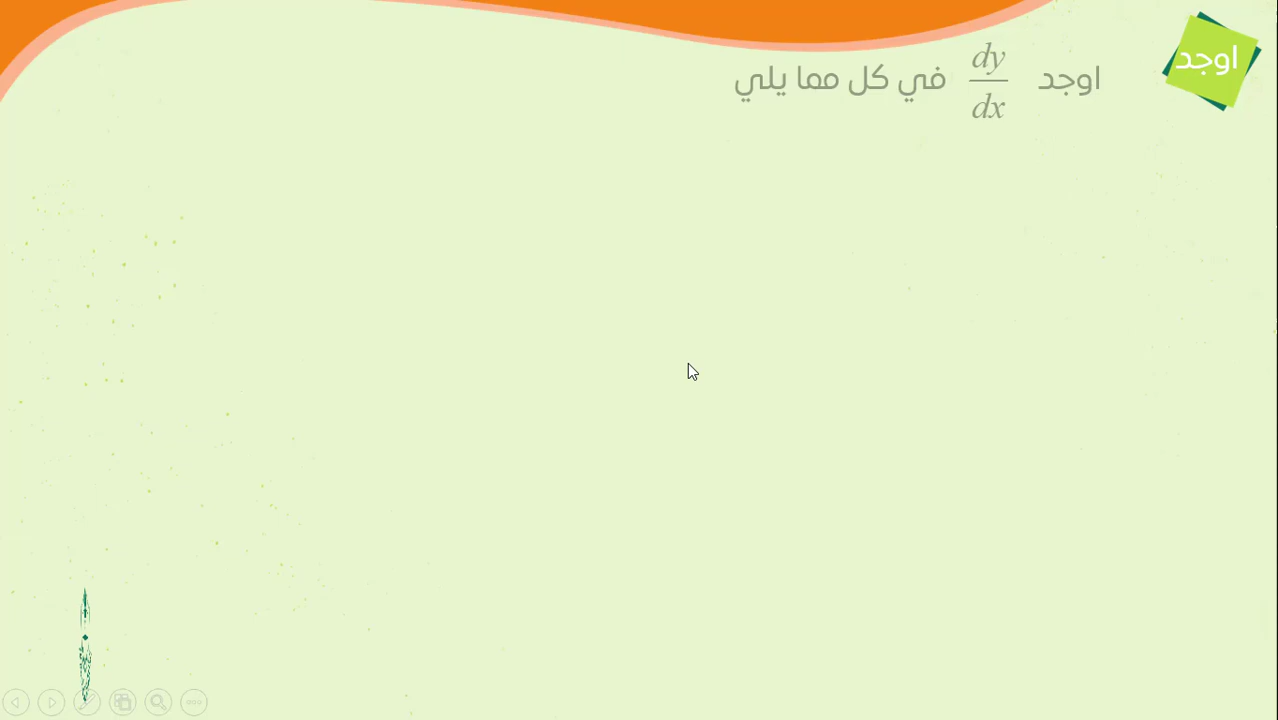 اوجد
اوجد dy/dx في كل مما يلي